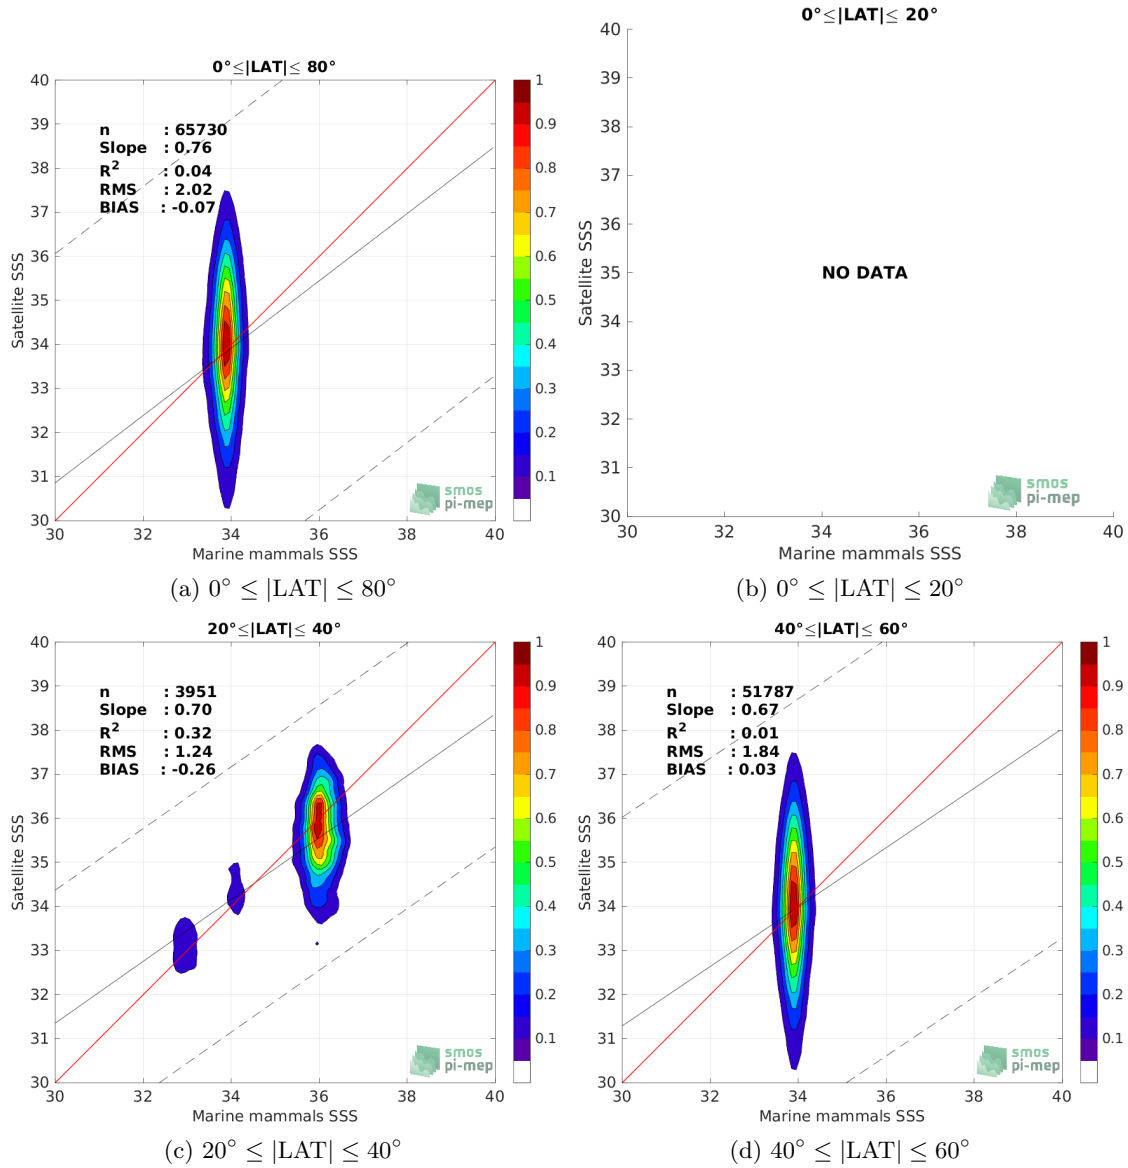 0°≤|LAT|≤ 80°
40
39
38
37
36
35
34
33
32
31
30
Satellite SSS
n : 65730
Slope : 0.76
R² : 0.04
RMS : 2.02
BIAS : -0.07
smos
pi-mep
30 32 34 36 38 40
Marine mammals SSS
1
0.9
0.8
0.7
0.6
0.5
0.4
0.3
0.2
0.1
(a) 0° ≤ |LAT| ≤ 80°
0°≤|LAT|≤ 20°
40
39
38
37
36
35
34
33
32
31
30
Satellite SSS
NO DATA
smos
pi-mep
30 32 34 36 38 40
Marine mammals SSS
(b) 0° ≤ |LAT| ≤ 20°
20°≤|LAT|≤ 40°
40
39
38
37
36
35
34
33
32
31
30
Satellite SSS
n : 3951
Slope : 0.70
R² : 0.32
RMS : 1.24
BIAS : -0.26
smos
pi-mep
30 32 34 36 38 40
Marine mammals SSS
1
0.9
0.8
0.7
0.6
0.5
0.4
0.3
0.2
0.1
(c) 20° ≤ |LAT| ≤ 40°
40°≤|LAT|≤ 60°
40
39
38
37
36
35
34
33
32
31
30
Satellite SSS
n : 51787
Slope : 0.67
R² : 0.01
RMS : 1.84
BIAS : 0.03
smos
pi-mep
30 32 34 36 38 40
Marine mammals SSS
1
0.9
0.8
0.7
0.6
0.5
0.4
0.3
0.2
0.1
(d) 40° ≤ |LAT| ≤ 60°